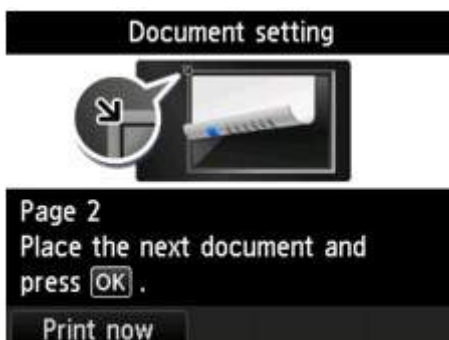 Document setting
Page 2
Place the next document and
press OK .
Print now